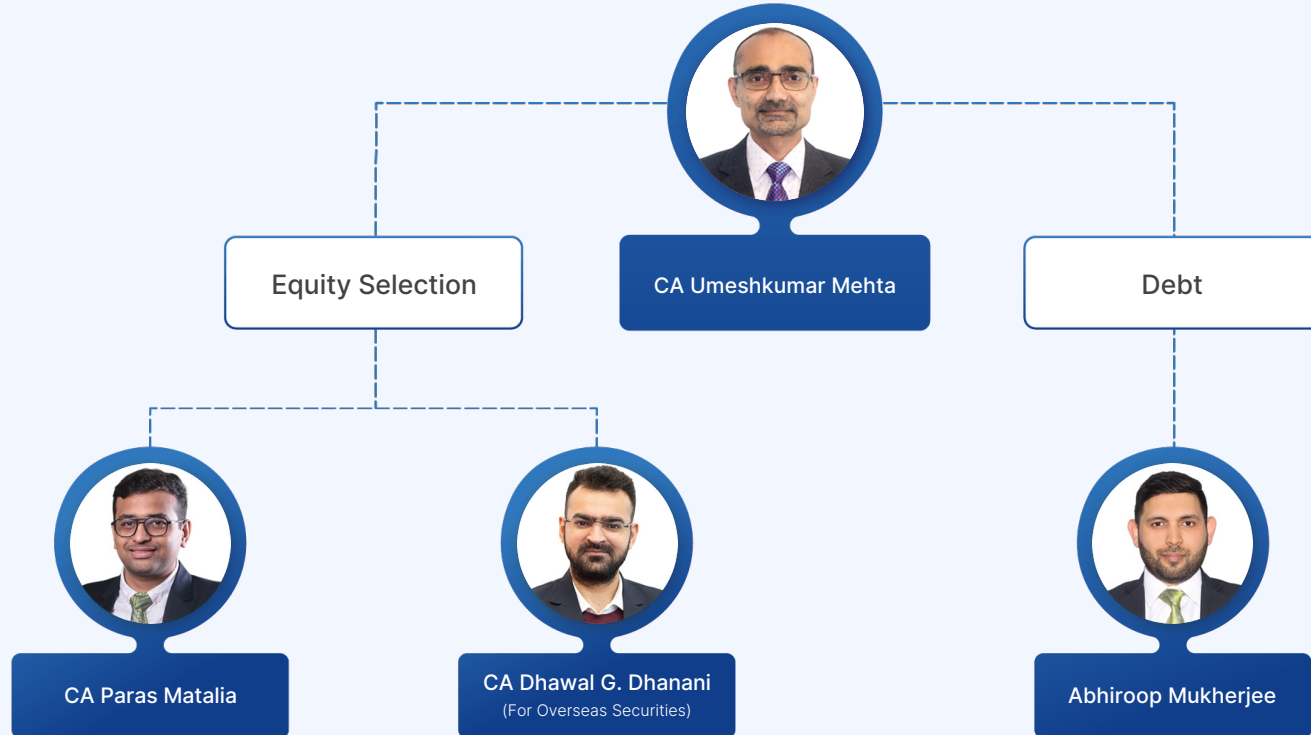 CA Umeshkumar Mehta
Equity Selection
Debt
CA Paras Matalia
CA Dhawal G. Dhanani
(For Overseas Securities)
Abhiroop Mukherjee